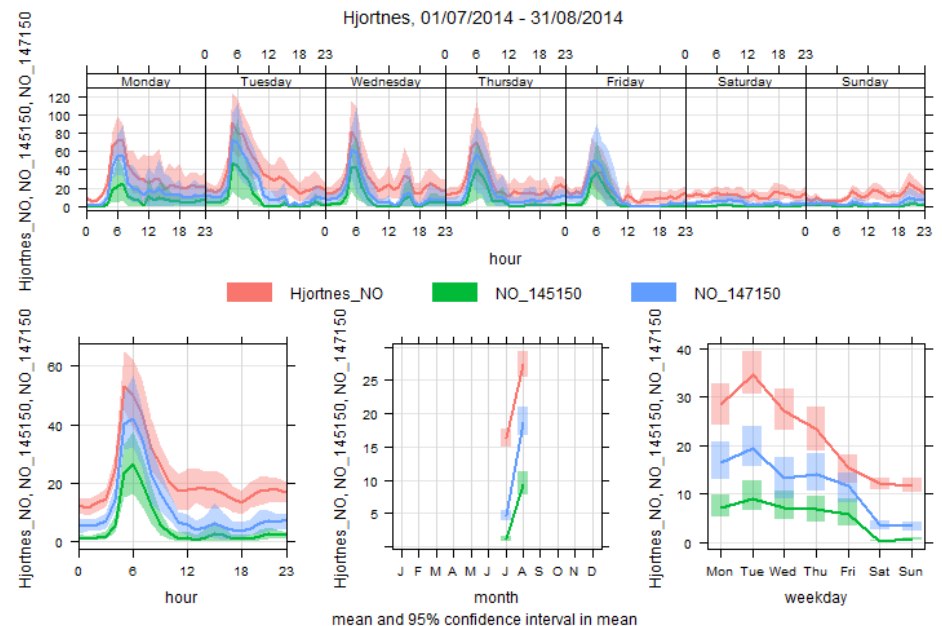 Hjortnes, 01/07/2014 - 31/08/2014
Hjortnes_NO, NO_145150, NO_147150
0 6 12 18 23 0 6 12 18 23 0 6 12 18 23
Monday Tuesday Wednesday Thursday Friday Saturday Sunday
120
100
80
60
40
20
0
0 6 12 18 23 0 6 12 18 23 0 6 12 18 23 0 6 12 18 23
hour
Hjortnes_NO NO_145150 NO_147150
Hjortnes_NO, NO_145150, NO_147150
60
40
20
0
0 6 12 18 23
hour
Hjortnes_NO, NO_145150, NO_147150
25
20
15
10
5
J F M A M J J A S O N D
month
Hjortnes_NO, NO_145150, NO_147150
40
30
20
10
0
Mon Tue Wed Thu Fri Sat Sun
weekday
mean and 95% confidence interval in mean